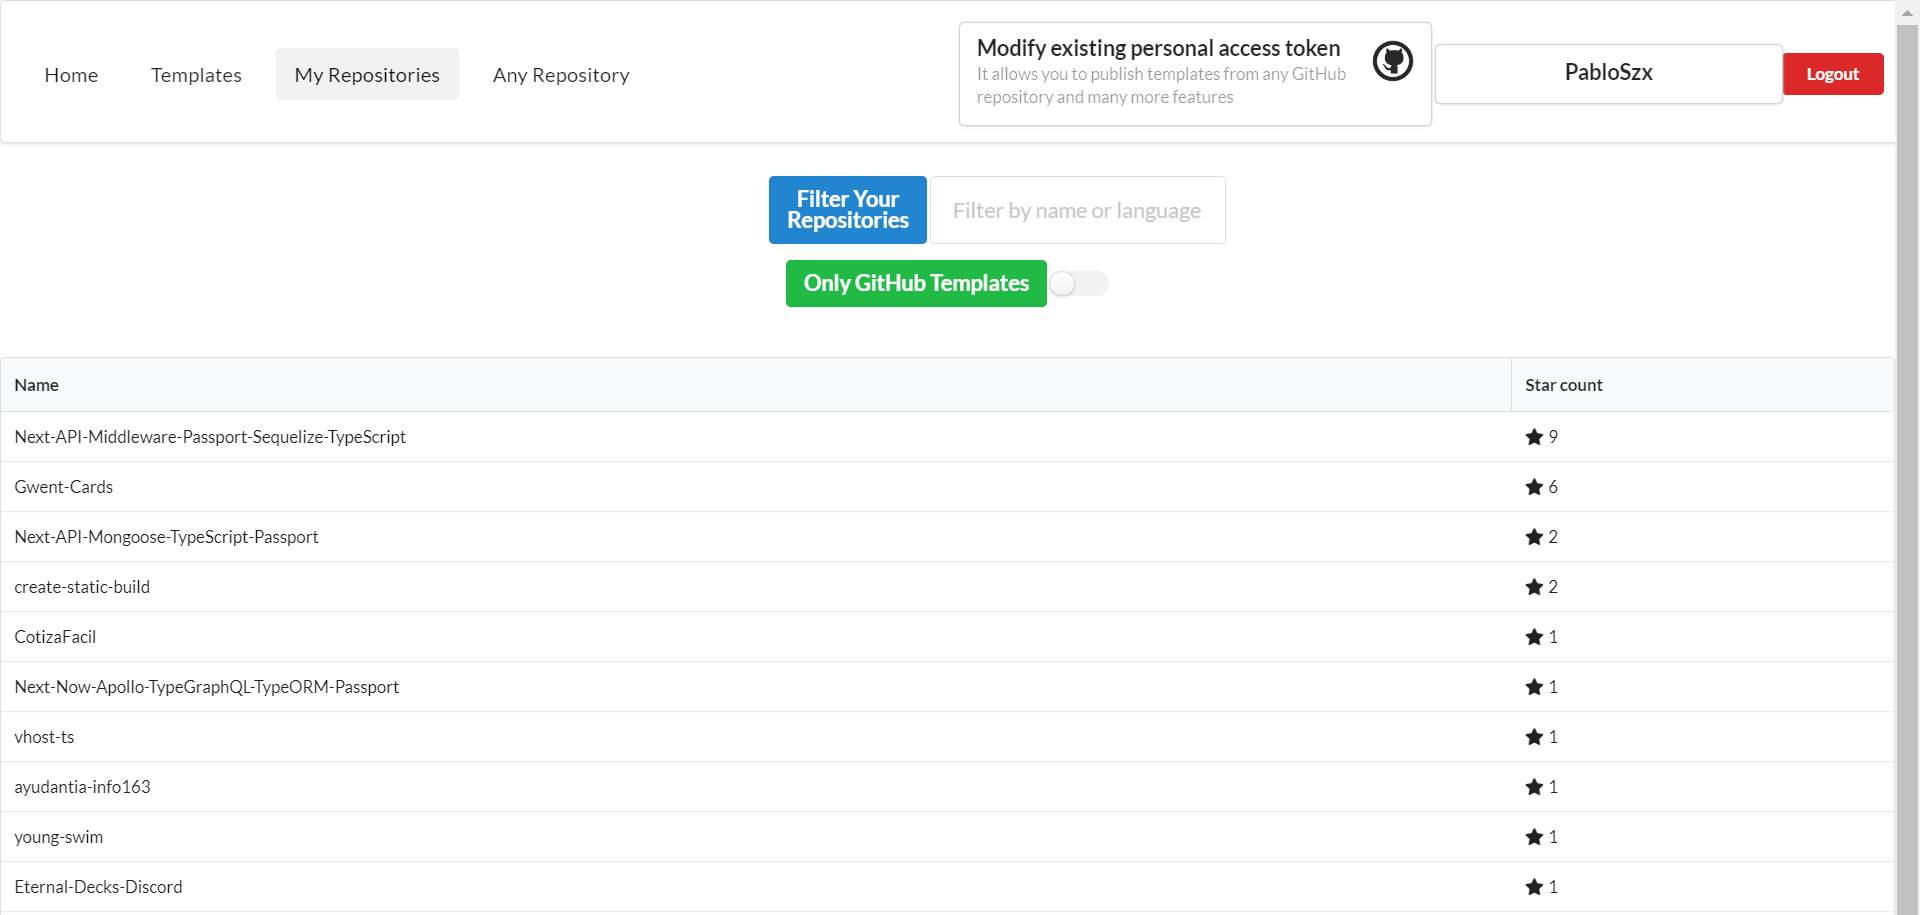 Home Templates My Repositories Any Repository
Modify existing personal access token
It allows you to publish templates from any GitHub
repository and many more features
PabloSzx
Logout
Filter Your
Repositories
Filter by name or language
Only GitHub Templates
Name Star count
Next-API-Middleware-Passport-Sequelize-TypeScript 9
Gwent-Cards 6
Next-API-Mongoose-TypeScript-Passport 2
create-static-build 2
CotizaFacil 1
Next-Now-Apollo-TypeGraphQL-TypeORM-Passport 1
vhost-ts 1
ayudantia-info163 1
young-swim 1
Eternal-Decks-Discord 1